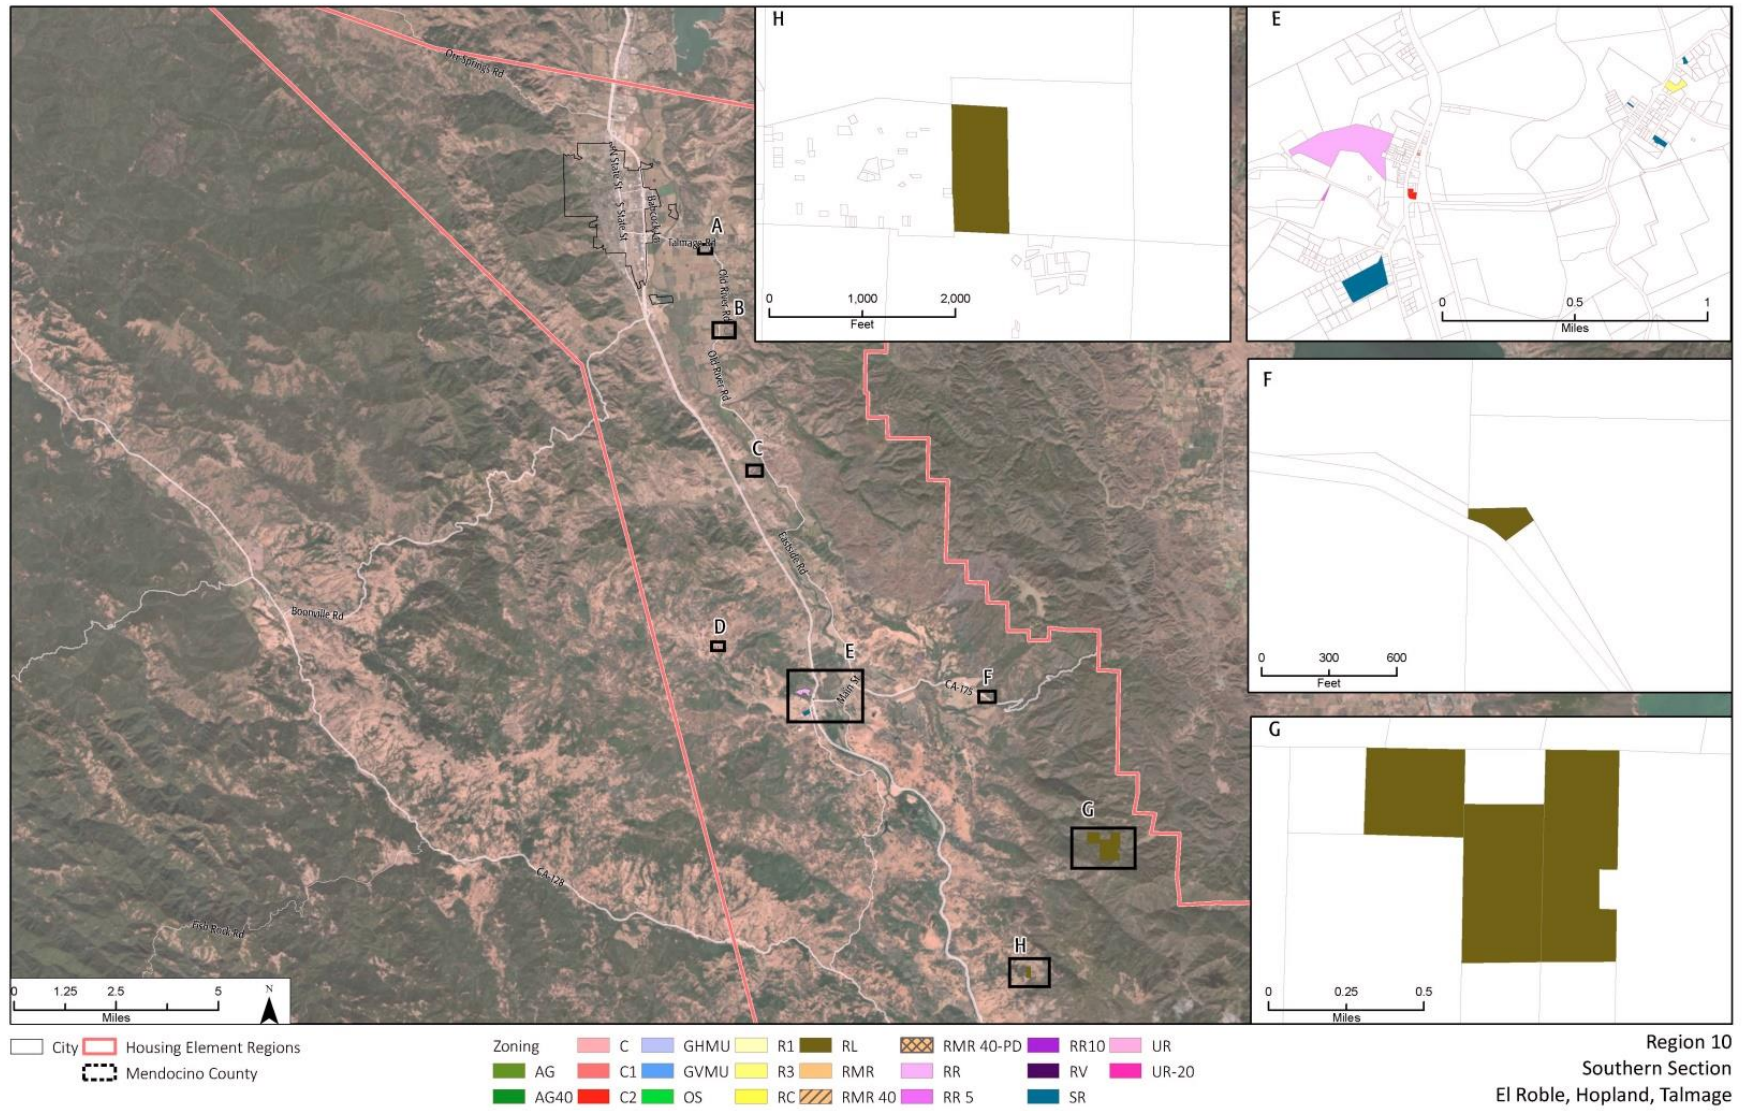 H
0 1,000 2,000
Feet
E
0 0.5 1
Miles
F
0 300 600
Feet
G
0 0.25 0.5
Miles
Orr Springs Rd
N State St
S State St
Babcock Ln
Talmage Rd
A
Old River Rd
B
Old River Rd
C
Eastside Rd
Boonville Rd
D
E
Main St
CA-175
F
G
CA-128
Fish Rock Rd
H
0 1.25 2.5 5
Miles
N
City
Housing Element Regions
Mendocino County
Zoning
AG
AG40
C
C1
C2
GHMU
GVMU
OS
R1
R3
RC
RL
RMR
RMR 40
RMR 40-PD
RR
RR 5
RR10
RV
SR
UR
UR-20
Region 10
Southern Section
El Roble, Hopland, Talmage